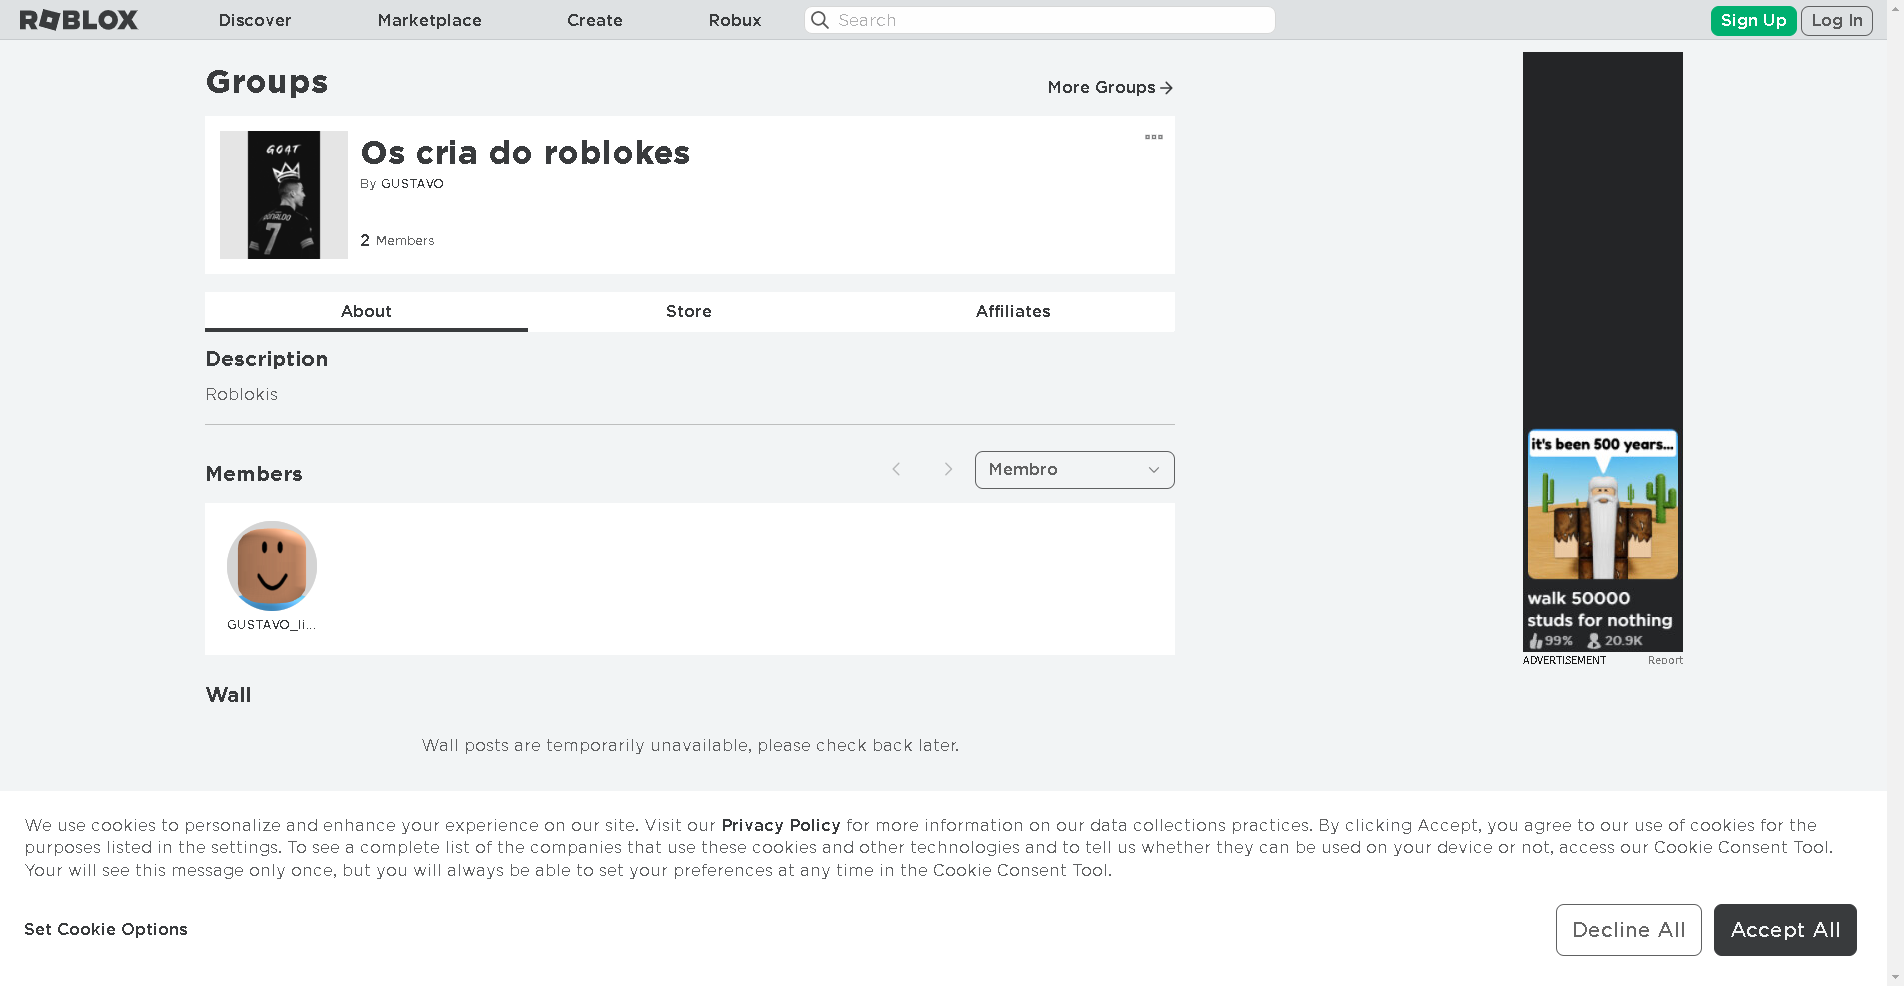 ROBLOX
Discover
Marketplace
Create
Robux
Search
Sign Up
Log In
Groups
More Groups
GOAT
RONALDO
7
Os cria do roblokes
By GUSTAVO
2 Members
About
Store
Affiliates
Description
Roblokis
Members
Membro
GUSTAVO_li...
it's been 500 years...
walk 50000
studs for nothing
99% 20.9K
ADVERTISEMENT
Report
Wall
Wall posts are temporarily unavailable, please check back later.
We use cookies to personalize and enhance your experience on our site. Visit our Privacy Policy for more information on our data collections practices. By clicking Accept, you agree to our use of cookies for the
purposes listed in the settings. To see a complete list of the companies that use these cookies and other technologies and to tell us whether they can be used on your device or not, access our Cookie Consent Tool.
Your will see this message only once, but you will always be able to set your preferences at any time in the Cookie Consent Tool.
Set Cookie Options
Decline All
Accept All